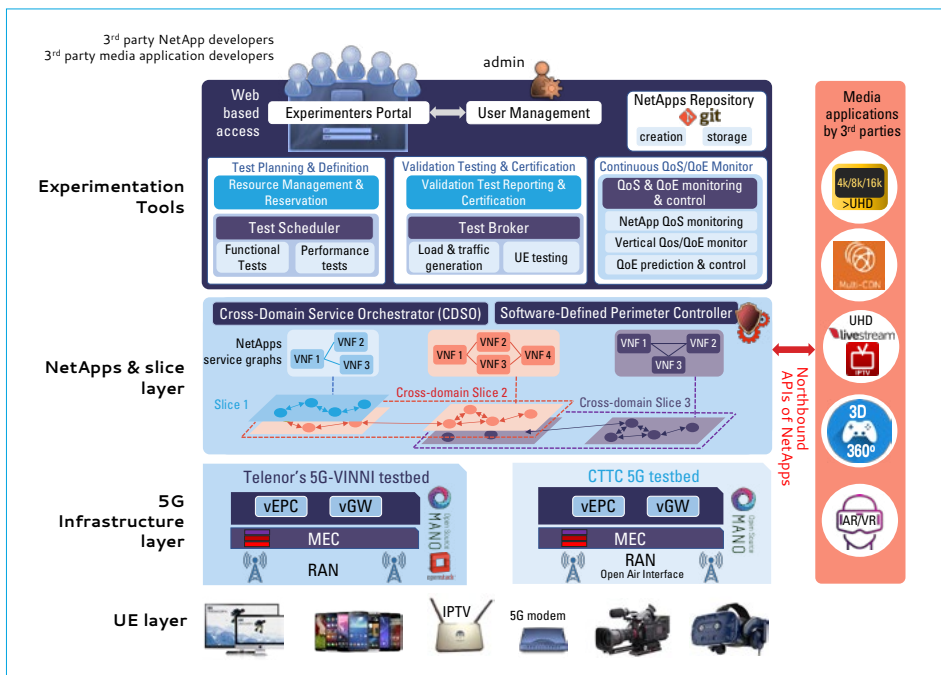 3rd party NetApp developers
3rd party media application developers
admin
Web
based
access
Experimenters Portal
User Management
NetApps Repository
git
creation
storage
Experimentation
Tools
Test Planning & Definition
Resource Management &
Reservation
Test Scheduler
Functional
Tests
Performance
tests
Validation Testing & Certification
Validation Test Reporting &
Certification
Test Broker
Load & traffic
generation
UE testing
Continuous QoS/QoE Monitor
QoS & QoE monitoring
& control
NetApp QoS monitoring
Vertical Qos/QoE monitor
QoE prediction & control
NetApps & slice
layer
Cross-Domain Service Orchestrator (CDSO)
Software-Defined Perimeter Controller
NetApps
service graphs
VNF 1
VNF 2
VNF 3
VNF 1
VNF 2
VNF 3
VNF 4
VNF 1
VNF 2
VNF 3
Slice 1
Cross-domain Slice 2
Cross-domain Slice 3
Northbound
APIs of NetApps
5G
Infrastructure
layer
Telenor's 5G-VINNI testbed
vEPC
vGW
MEC
RAN
Open Source
MANO
openstack
CTTC 5G testbed
vEPC
vGW
MEC
RAN
Open Air Interface
Open Source
MANO
UE layer
IPTV
5G modem
Media
applications
by 3rd parties
4k/8k/16k
>UHD
Multi-CDN
UHD
livestream
IPTV
3D
360º
AR/VR